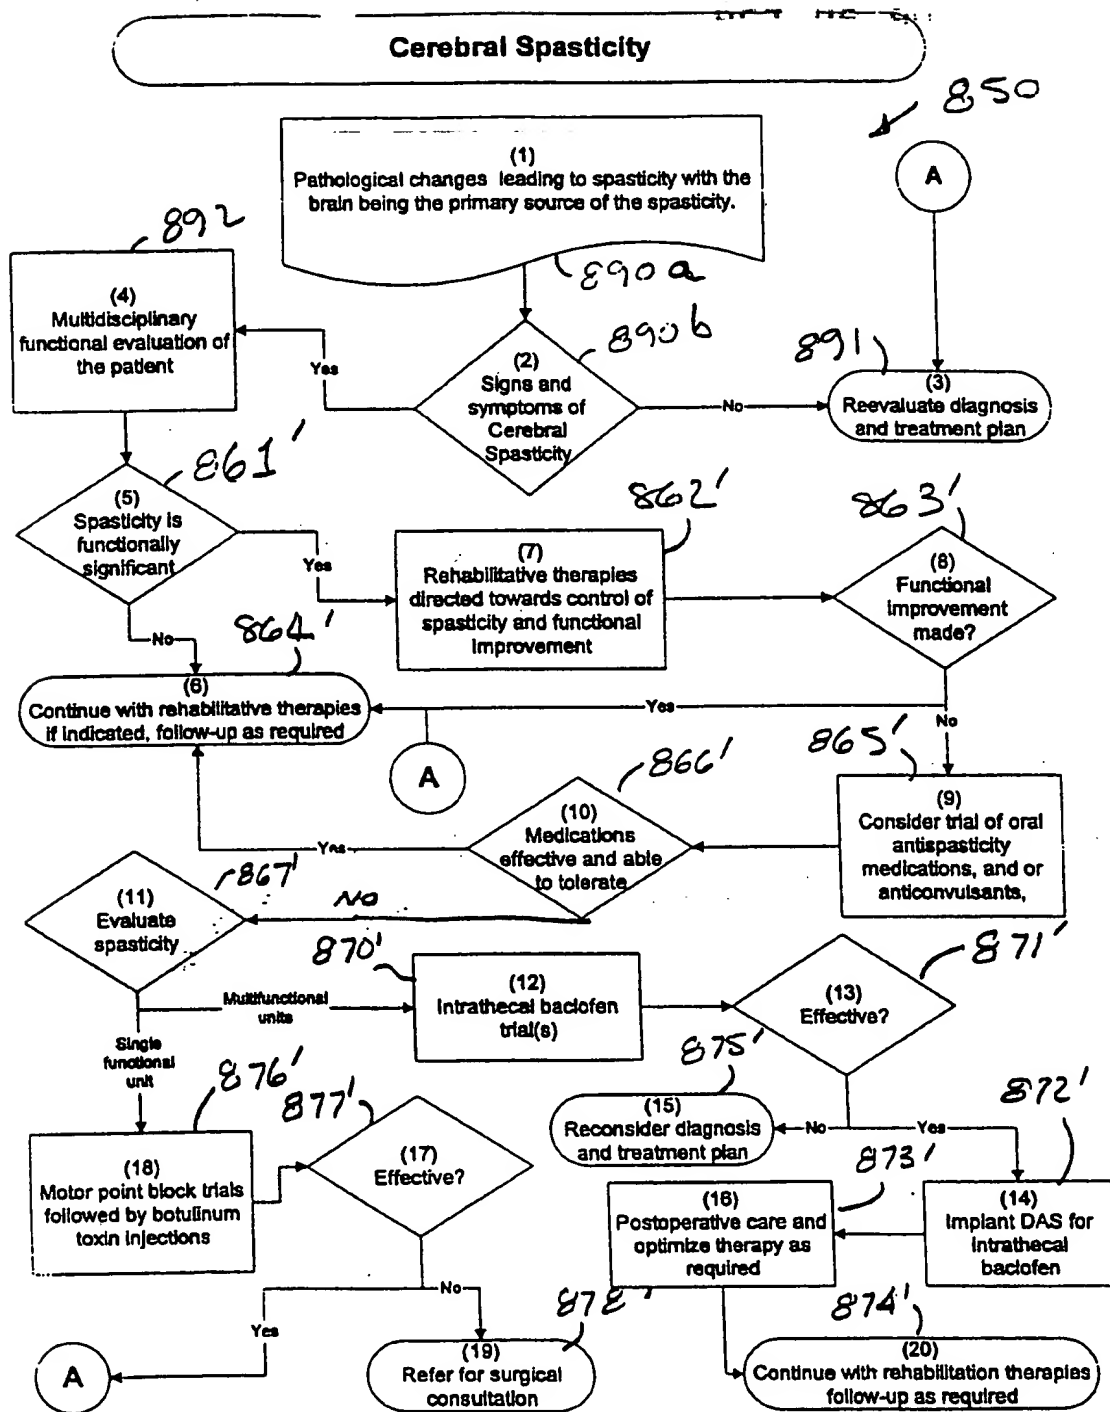 Cerebral Spasticity
850
A
(1)
Pathological changes leading to spasticity with the
brain being the primary source of the spasticity.
890a
892
(4)
Multidisciplinary
functional evaluation of
the patient
Yes
(2)
Signs and
symptoms of
Cerebral
Spasticity
890b
No
891
(3)
Reevaluate diagnosis
and treatment plan
861'
(5)
Spasticity is
functionally
significant
Yes
No
862'
(7)
Rehabilitative therapies
directed towards control of
spasticity and functional
improvement
863'
(8)
Functional
improvement
made?
864'
(6)
Continue with rehabilitative therapies
if indicated, follow-up as required
Yes
No
A
865'
(9)
Consider trial of oral
antispasticity
medications, and or
anticonvulsants,
866'
(10)
Medications
effective and able
to tolerate
Yes
No
867'
(11)
Evaluate
spasticity
Multifunctional
units
Single
functional
unit
870'
(12)
Intrathecal baclofen
trial(s)
871'
(13)
Effective?
No
Yes
875'
(15)
Reconsider diagnosis
and treatment plan
872'
(14)
Implant DAS for
intrathecal
baclofen
873'
(16)
Postoperative care and
optimize therapy as
required
876'
(18)
Motor point block trials
followed by botulinum
toxin injections
877'
(17)
Effective?
Yes
No
A
878'
(19)
Refer for surgical
consultation
874'
(20)
Continue with rehabilitation therapies
follow-up as required